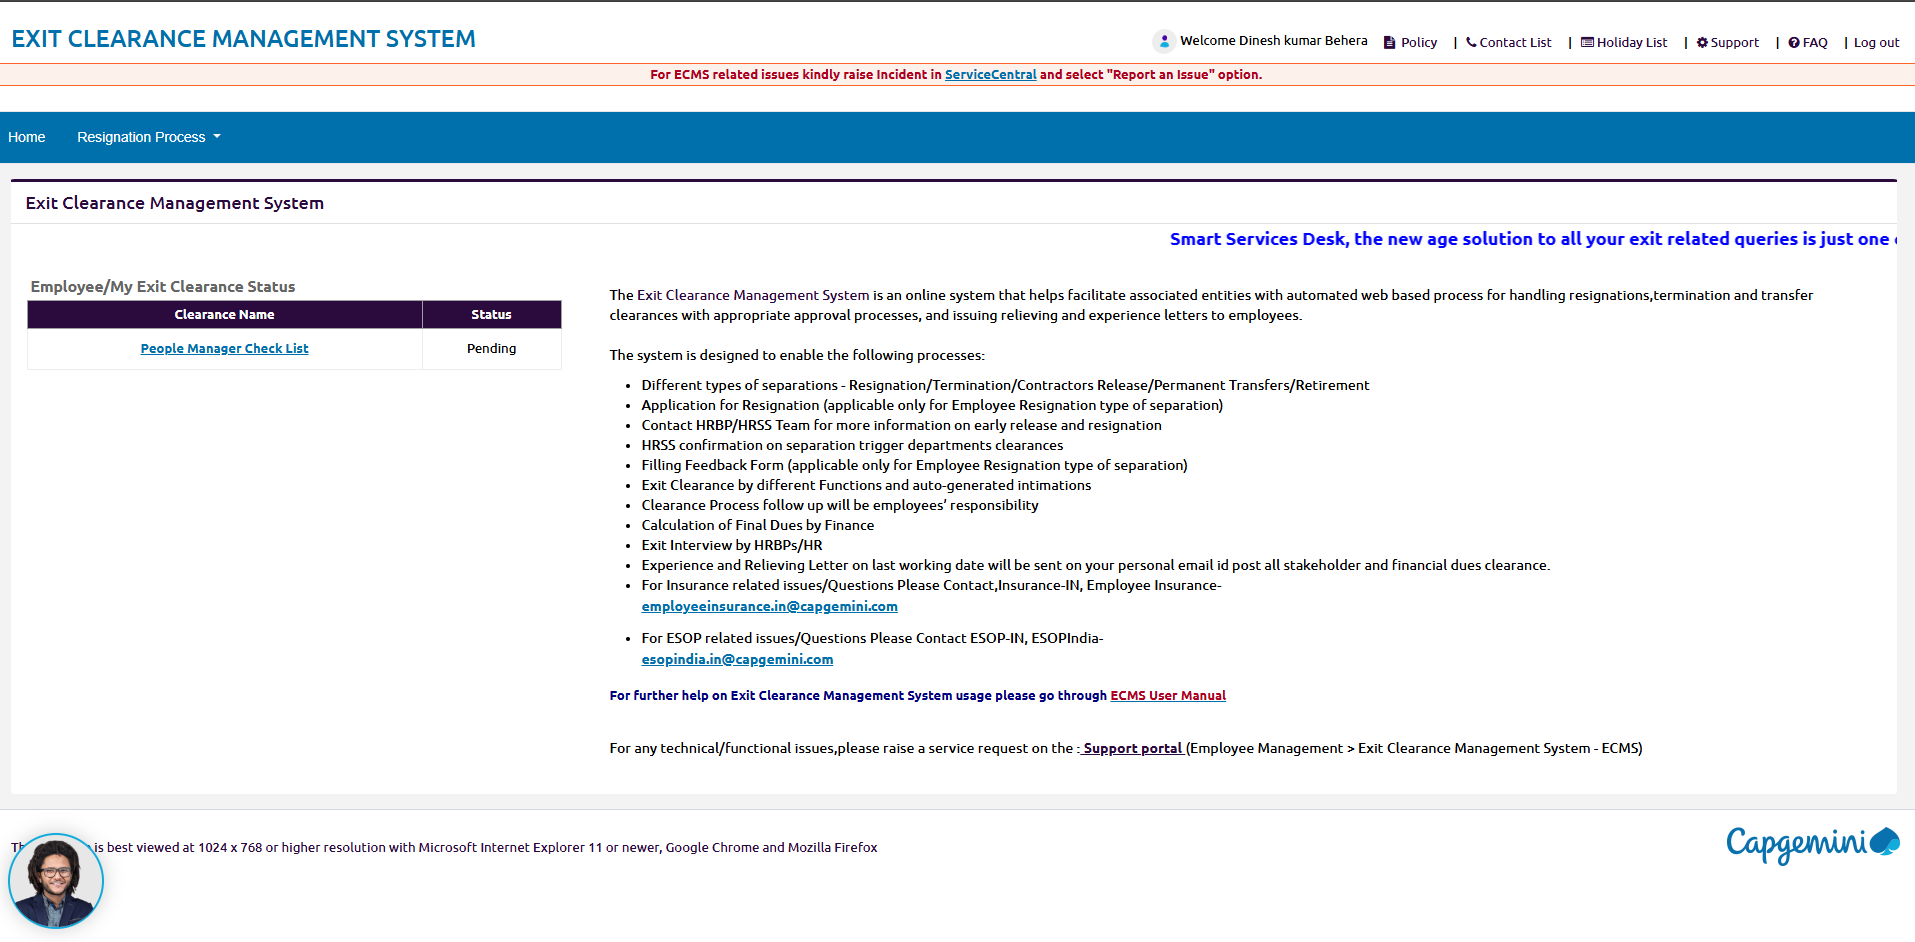 EXIT CLEARANCE MANAGEMENT SYSTEM
Welcome Dinesh kumar Behera Policy | Contact List | Holiday List | Support | FAQ | Log out
For ECMS related issues kindly raise Incident in ServiceCentral and select "Report an Issue" option.
Home Resignation Process
Exit Clearance Management System
Smart Services Desk, the new age solution to all your exit related queries is just one
Employee/My Exit Clearance Status
Clearance Name Status
People Manager Check List Pending
The Exit Clearance Management System is an online system that helps facilitate associated entities with automated web based process for handling resignations,termination and transfer
clearances with appropriate approval processes, and issuing relieving and experience letters to employees.
The system is designed to enable the following processes:
• Different types of separations - Resignation/Termination/Contractors Release/Permanent Transfers/Retirement
• Application for Resignation (applicable only for Employee Resignation type of separation)
• Contact HRBP/HRSS Team for more information on early release and resignation
• HRSS confirmation on separation trigger departments clearances
• Filling Feedback Form (applicable only for Employee Resignation type of separation)
• Exit Clearance by different Functions and auto-generated intimations
• Clearance Process follow up will be employees’ responsibility
• Calculation of Final Dues by Finance
• Exit Interview by HRBPs/HR
• Experience and Relieving Letter on last working date will be sent on your personal email id post all stakeholder and financial dues clearance.
• For Insurance related issues/Questions Please Contact,Insurance-IN, Employee Insurance-
employeeinsurance.in@capgemini.com
• For ESOP related issues/Questions Please Contact ESOP-IN, ESOPIndia-
esopindia.in@capgemini.com
For further help on Exit Clearance Management System usage please go through ECMS User Manual
For any technical/functional issues,please raise a service request on the : Support portal (Employee Management > Exit Clearance Management System - ECMS)
is best viewed at 1024 x 768 or higher resolution with Microsoft Internet Explorer 11 or newer, Google Chrome and Mozilla Firefox
Capgemini